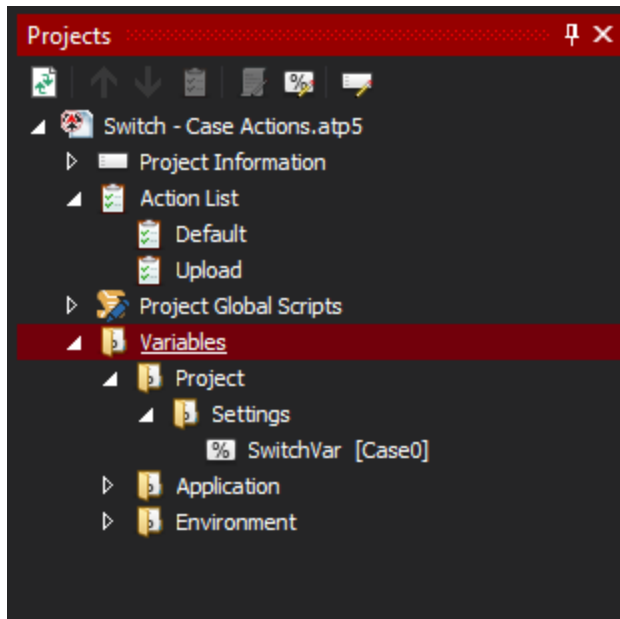 Projects
Switch - Case Actions.atp5
Project Information
Action List
Default
Upload
Project Global Scripts
Variables
Project
Settings
% SwitchVar [Case0]
Application
Environment